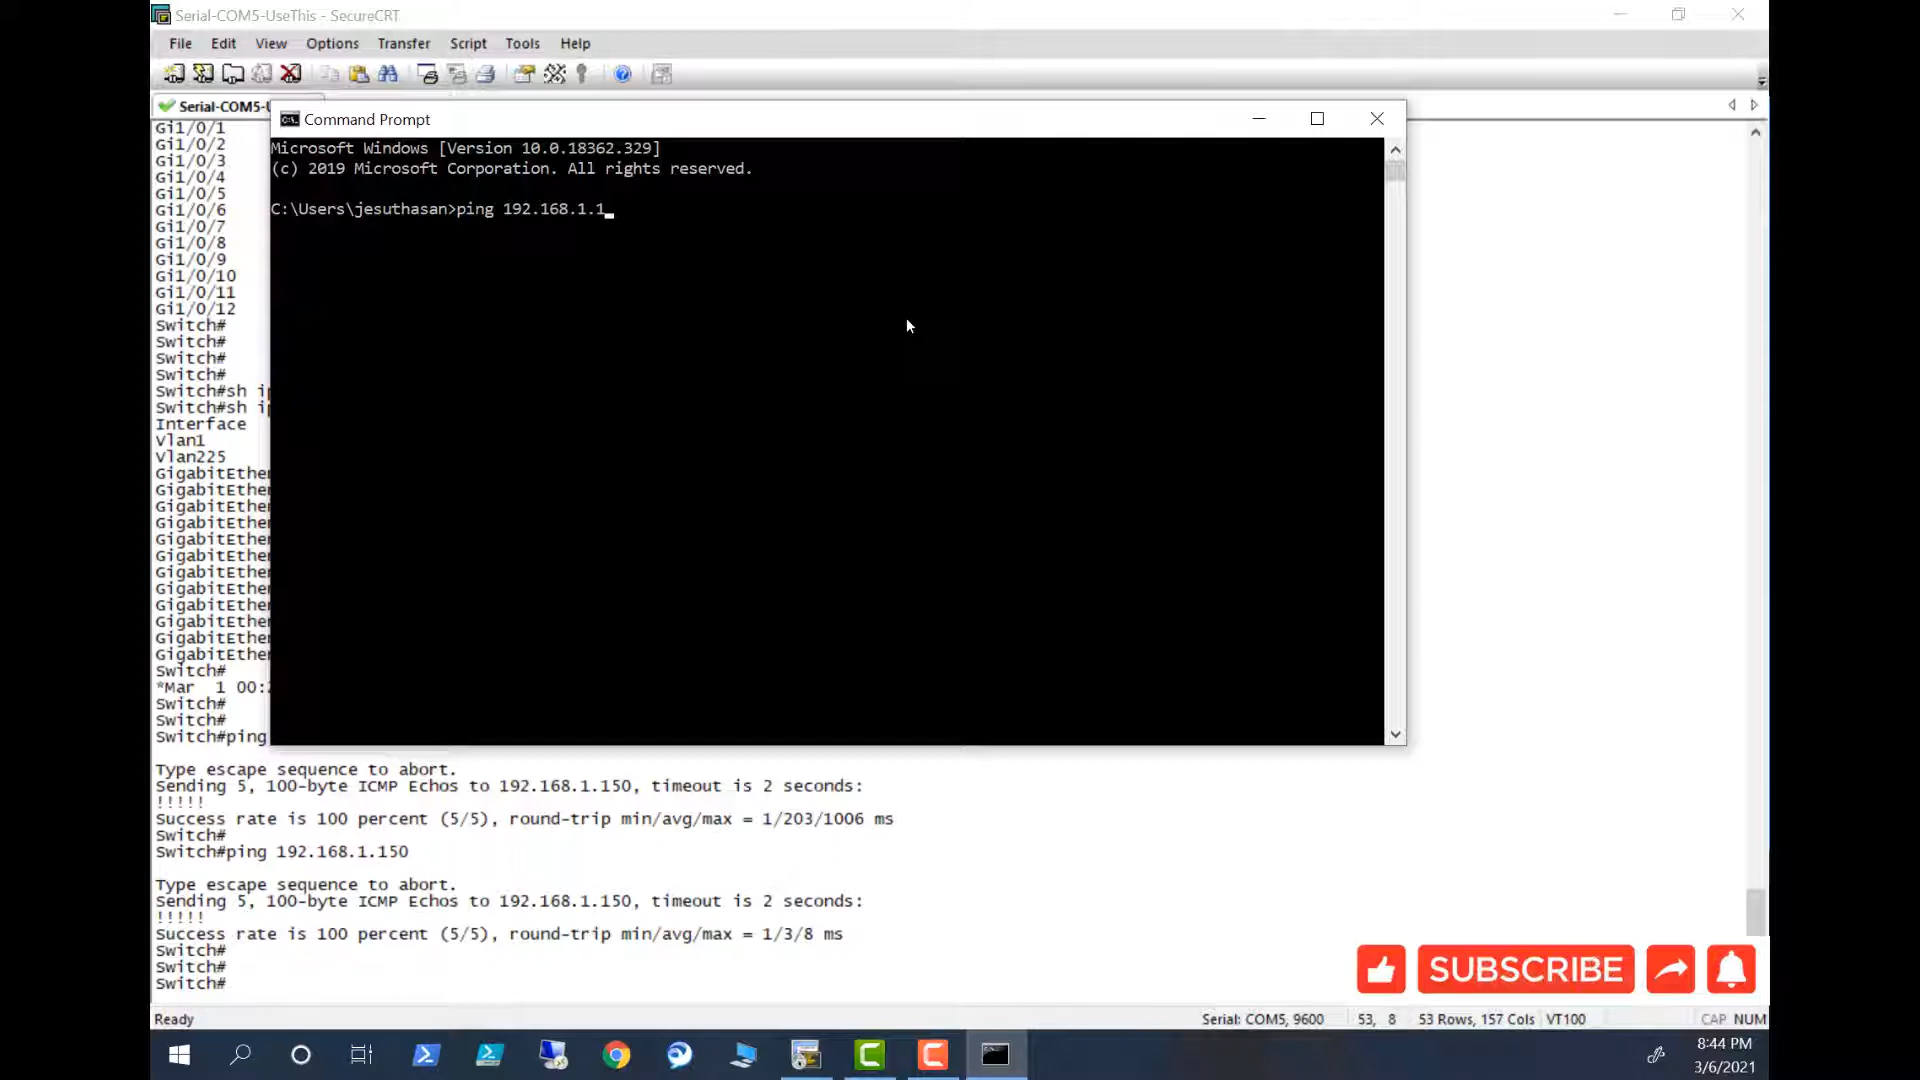 Serial-COM5-UseThis - SecureCRT
File Edit View Options Transfer Script Tools Help
Serial-COM5-U
Command Prompt
Microsoft Windows [Version 10.0.18362.329]
(c) 2019 Microsoft Corporation. All rights reserved.
C:\Users\jesuthasan>ping 192.168.1.1_
Gi1/0/1
Gi1/0/2
Gi1/0/3
Gi1/0/4
Gi1/0/5
Gi1/0/6
Gi1/0/7
Gi1/0/8
Gi1/0/9
Gi1/0/10
Gi1/0/11
Gi1/0/12
Switch#
Switch#
Switch#
Switch#
Switch#sh ip
Switch#sh ip
Interface
Vlan1
Vlan225
GigabitEther
GigabitEther
GigabitEther
GigabitEther
GigabitEther
GigabitEther
GigabitEther
GigabitEther
GigabitEther
GigabitEther
GigabitEther
GigabitEther
Switch#
*Mar  1 00:2
Switch#
Switch#
Switch#ping
Type escape sequence to abort.
Sending 5, 100-byte ICMP Echos to 192.168.1.150, timeout is 2 seconds:
!!!!!
Success rate is 100 percent (5/5), round-trip min/avg/max = 1/203/1006 ms
Switch#
Switch#ping 192.168.1.150
Type escape sequence to abort.
Sending 5, 100-byte ICMP Echos to 192.168.1.150, timeout is 2 seconds:
!!!!!
Success rate is 100 percent (5/5), round-trip min/avg/max = 1/3/8 ms
Switch#
Switch#
Switch#
SUBSCRIBE
Ready Serial: COM5, 9600 53, 8 53 Rows, 157 Cols VT100 CAP NUM
8:44 PM
3/6/2021